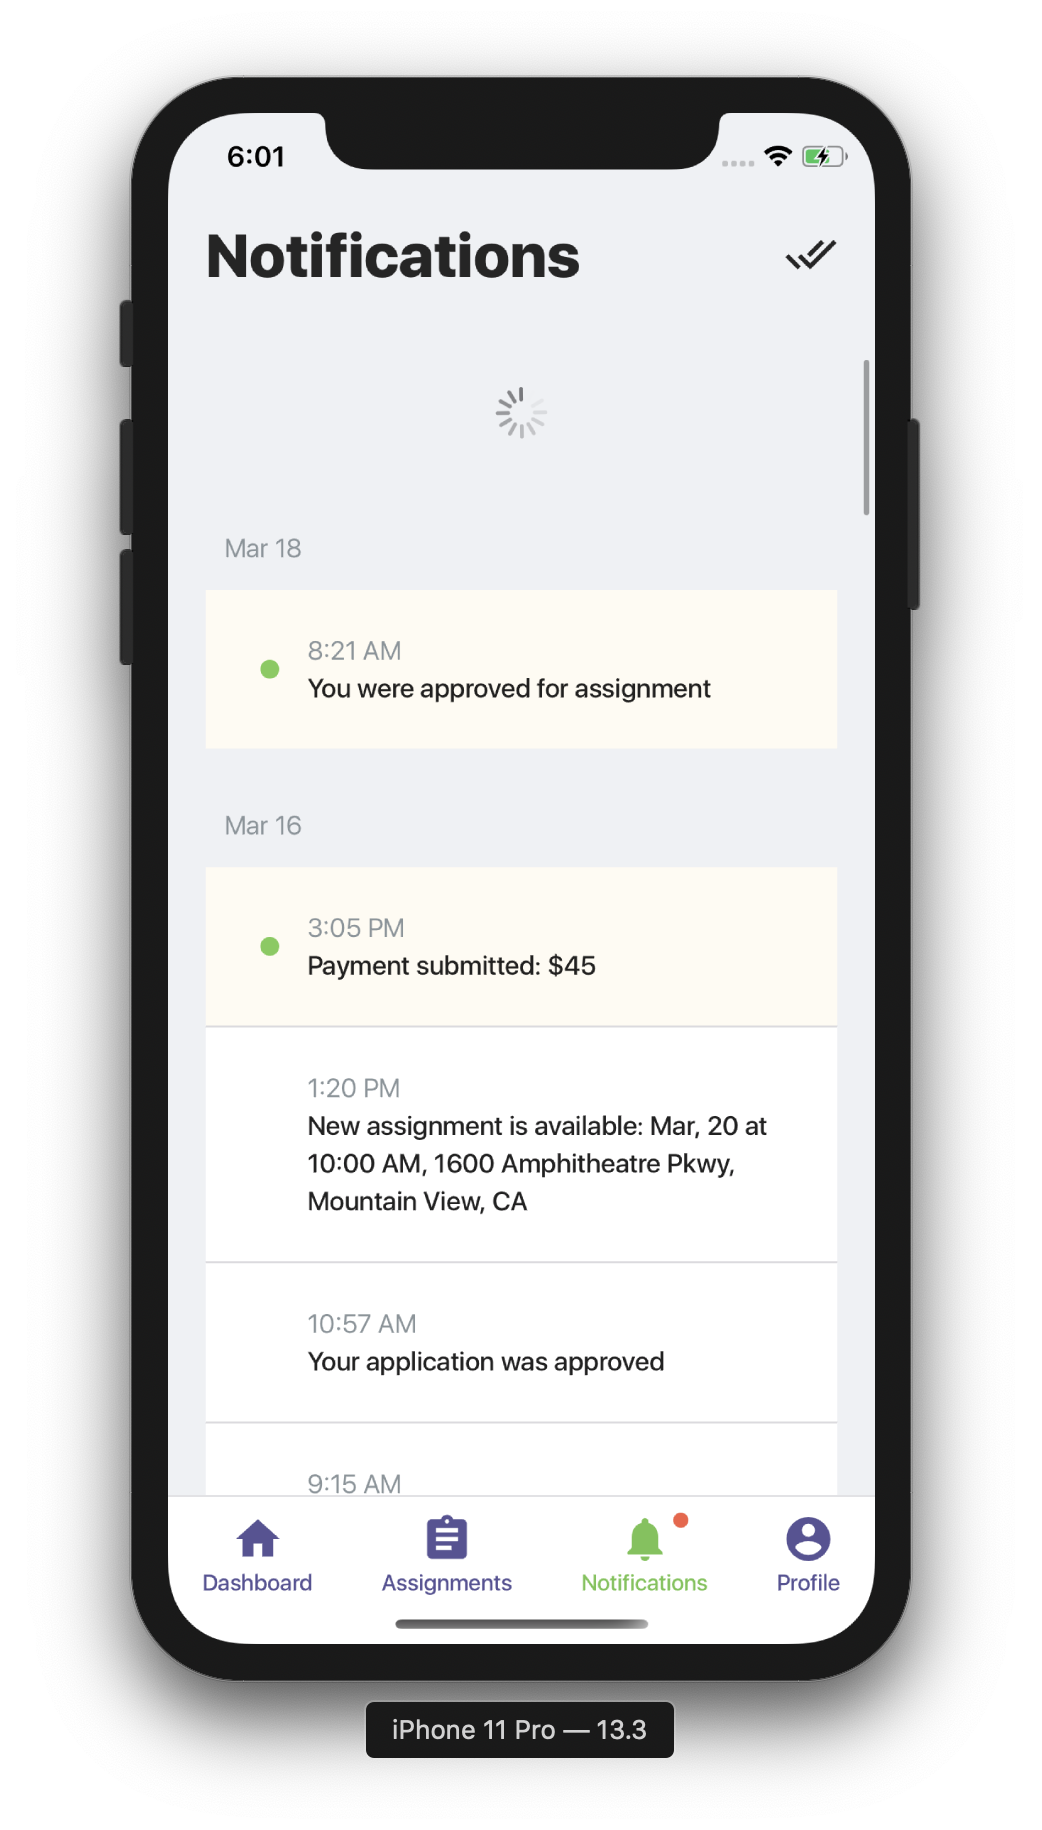 6:01
Notifications
Mar 18
8:21 AM
You were approved for assignment
Mar 16
3:05 PM
Payment submitted: $45
1:20 PM
New assignment is available: Mar, 20 at
10:00 AM, 1600 Amphitheatre Pkwy,
Mountain View, CA
10:57 AM
Your application was approved
9:15 AM
Dashboard
Assignments
Notifications
Profile
iPhone 11 Pro — 13.3